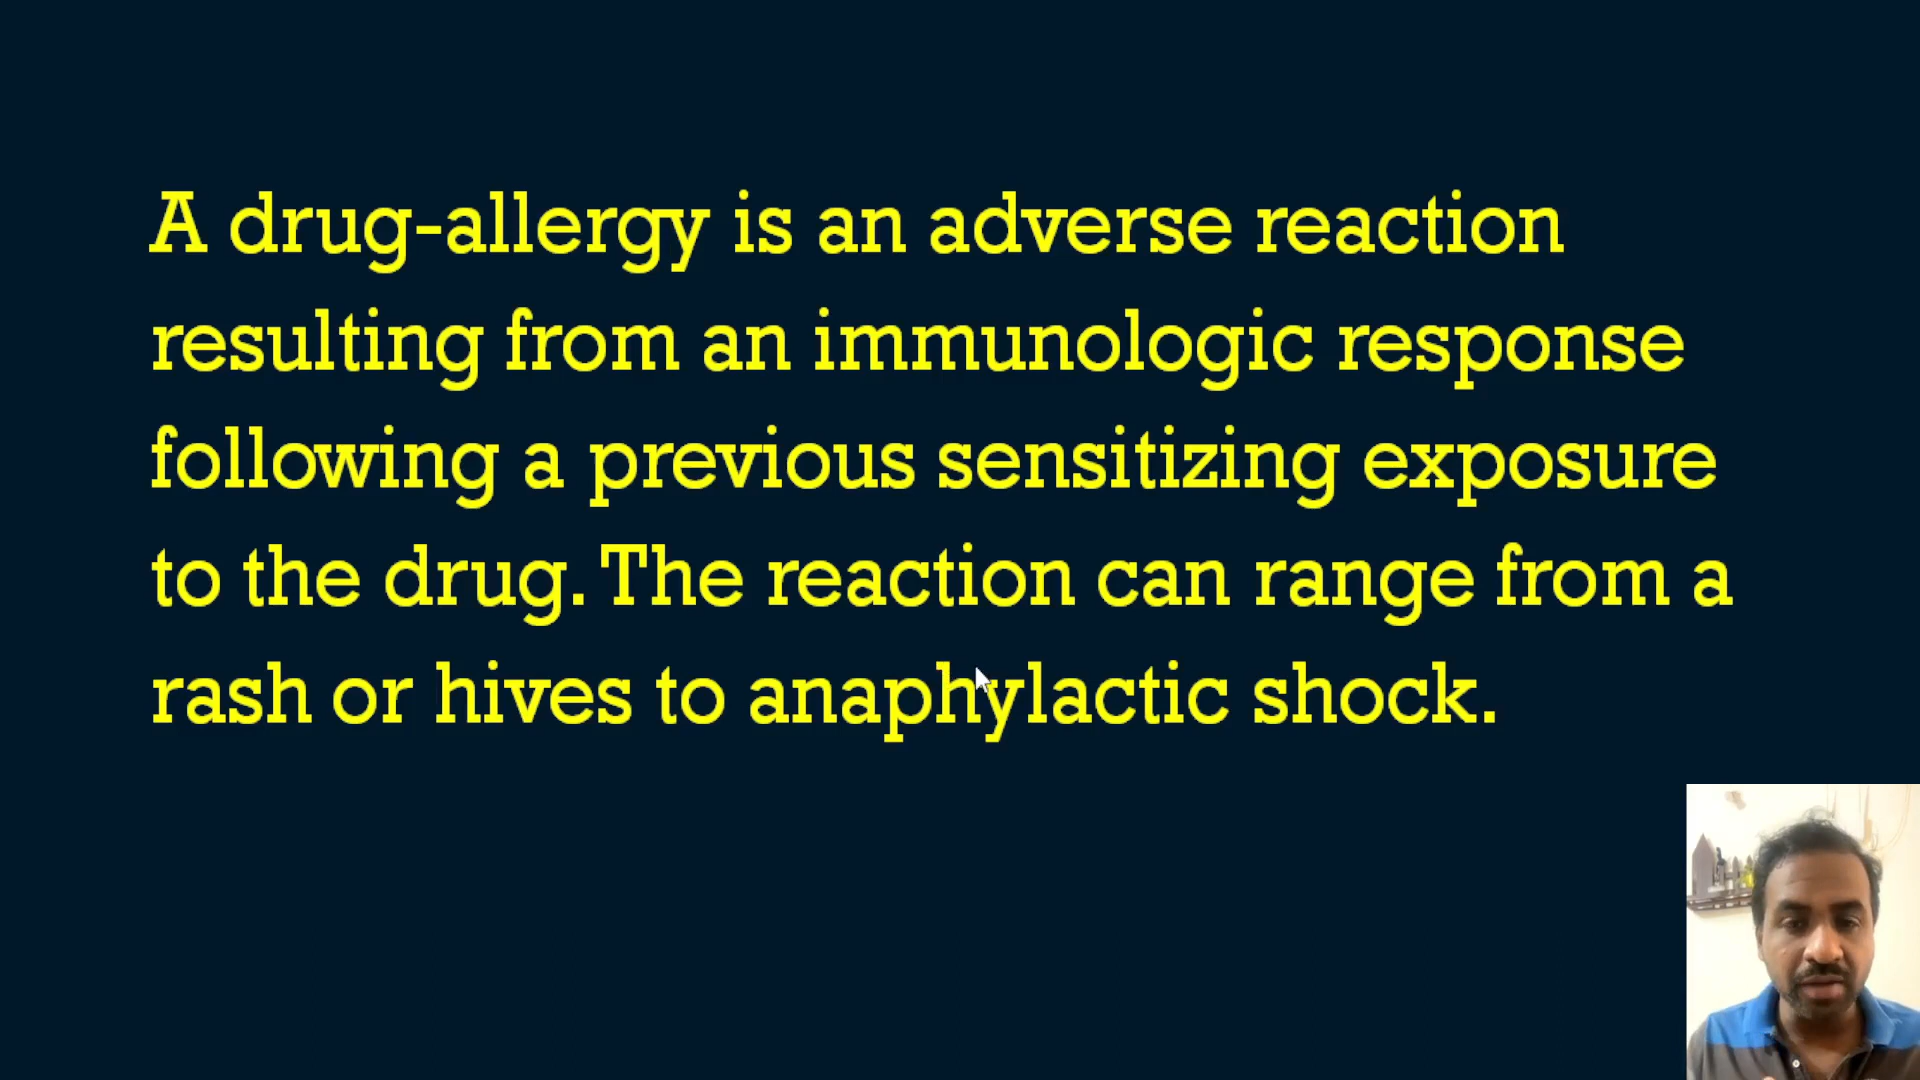 A drug-allergy is an adverse reaction
resulting from an immunologic response
following a previous sensitizing exposure
to the drug. The reaction can range from a
rash or hives to anaphylactic shock.